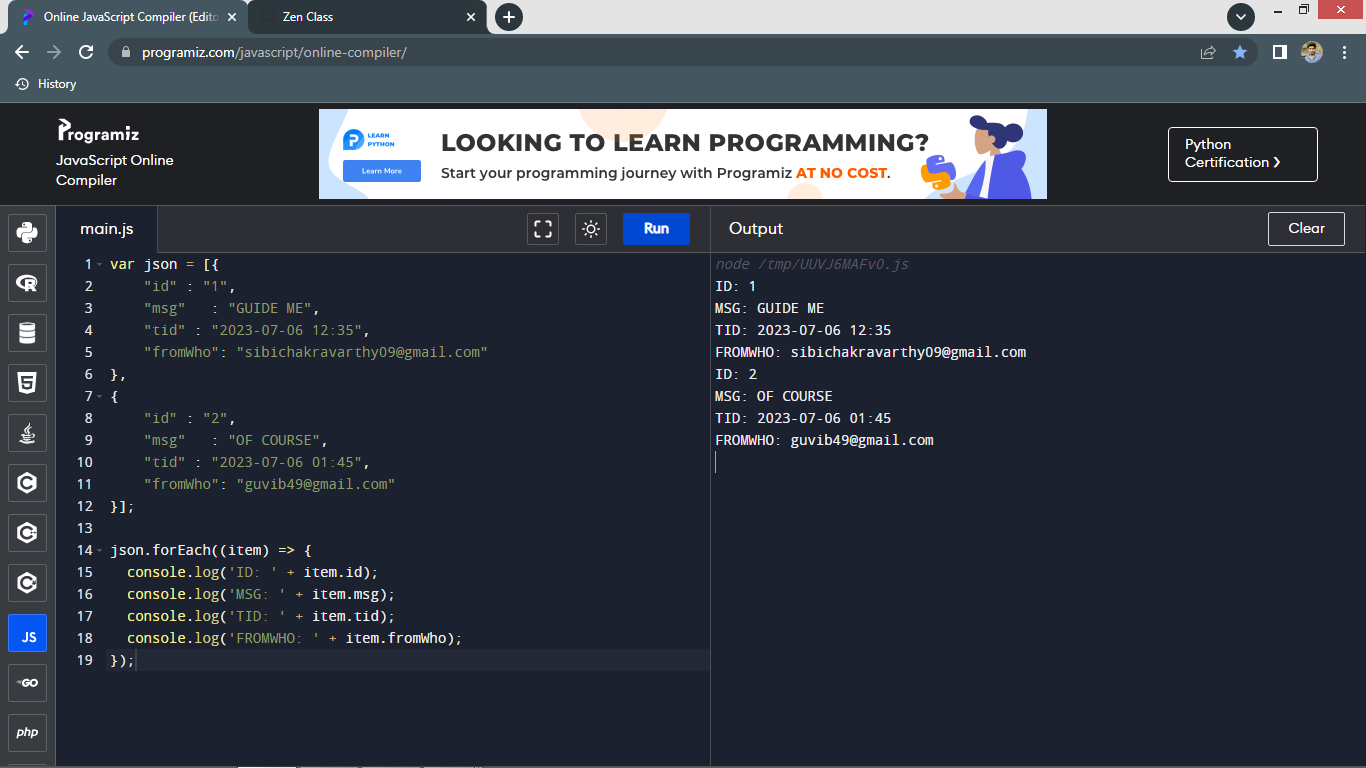 Online JavaScript Compiler (Edito
Zen Class
programiz.com/javascript/online-compiler/
History
Programiz
JavaScript Online
Compiler
LEARN
PYTHON
Learn More
LOOKING TO LEARN PROGRAMMING?
Start your programming journey with Programiz AT NO COST.
Python
Certification ❯
main.js
Run
Output
Clear
1 var json = [{
2     "id" : "1",
3     "msg"   : "GUIDE ME",
4     "tid" : "2023-07-06 12:35",
5     "fromWho": "sibichakravarthy09@gmail.com"
6 },
7 {
8     "id" : "2",
9     "msg"   : "OF COURSE",
10     "tid" : "2023-07-06 01:45",
11     "fromWho": "guvib49@gmail.com"
12 }];
13
14 json.forEach((item) => {
15   console.log('ID: ' + item.id);
16   console.log('MSG: ' + item.msg);
17   console.log('TID: ' + item.tid);
18   console.log('FROMWHO: ' + item.fromWho);
19 });
node /tmp/UUVJ6MAFvO.js
ID: 1
MSG: GUIDE ME
TID: 2023-07-06 12:35
FROMWHO: sibichakravarthy09@gmail.com
ID: 2
MSG: OF COURSE
TID: 2023-07-06 01:45
FROMWHO: guvib49@gmail.com
R
5
C
C
C
JS
GO
php